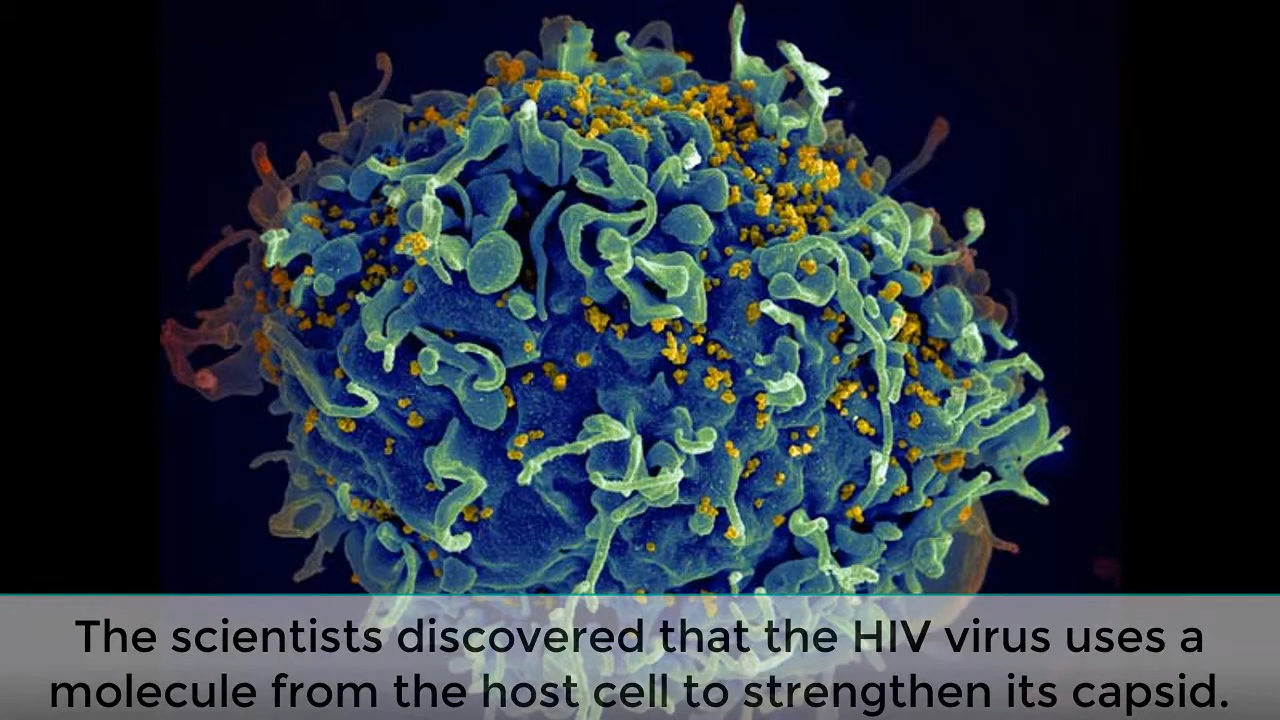 The scientists discovered that the HIV virus uses a
molecule from the host cell to strengthen its capsid.